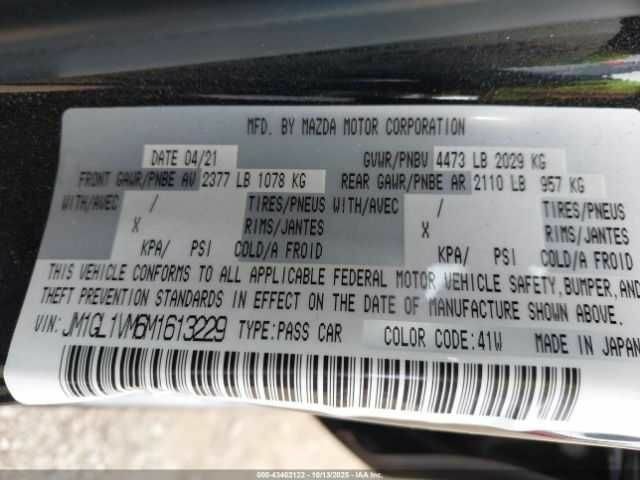 MFD. BY MAZDA MOTOR CORPORATION
DATE 04/21 GVWR/PNBV 4473 LB 2029 KG
FRONT GAWR/PNBE AV 2377 LB 1078 KG REAR GAWR/PNBE AR 2110 LB 957 KG
WITH/AVEC / TIRES/PNEUS WITH/AVEC / TIRES/PNEUS
X RIMS/JANTES X RIMS/JANTES
KPA/ PSI COLD/A FROID KPA/ PSI COLD/A FROID
THIS VEHICLE CONFORMS TO ALL APPLICABLE FEDERAL MOTOR VEHICLE SAFETY, BUMPER, AND
THEFT PREVENTION STANDARDS IN EFFECT ON THE DATE OF MANUFACTURE SHOWN ABOVE.
VIN: JM1GL1VM6M1613229 TYPE:PASS CAR COLOR CODE:41W MADE IN JAPAN
000-43402122 | 10/13/2025 | IAA Inc.